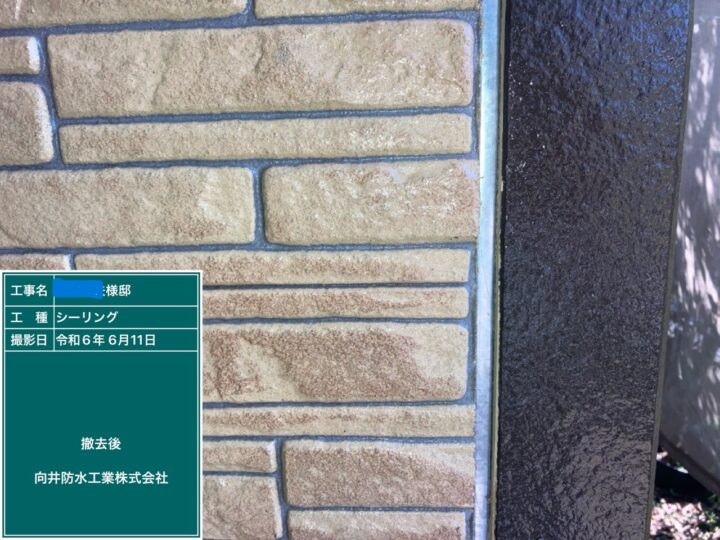 工事名 様邸
工 種 シーリング
撮影日 令和6年 6月11日
撤去後
向井防水工業株式会社